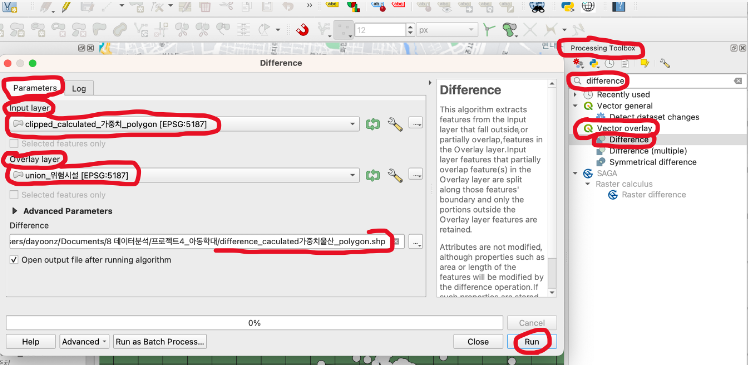 abc
abc
12
px
Difference
Processing Toolbox
Parameters
Log
Input layer
clipped_calculated_가중치_polygon [EPSG:5187]
Selected features only
Overlay layer
union_위험시설 [EPSG:5187]
Selected features only
Advanced Parameters
Difference
ers/dayoonz/Documents/8 데이터분석/프로젝트4_아동학대/difference_caculated가중치울산_polygon.shp
Open output file after running algorithm
0%
Cancel
Help
Advanced
Run as Batch Process...
Close
Run
Difference
This algorithm extracts
features from the Input
layer that fall outside,or
partially overlap,features in
the Overlay layer.Input
layer features that partially
overlap feature(s) in the
Overlay layer are split
along those features'
boundary and only the
portions outside the
Overlay layer features are
retained.
Attributes are not modified,
although properties such as
area or length of the
features will be modified by
the difference operation.If
such properties are stored
difference
Recently used
Vector general
Detect dataset changes
Vector overlay
Difference
Difference (multiple)
Symmetrical difference
SAGA
Raster calculus
Raster difference